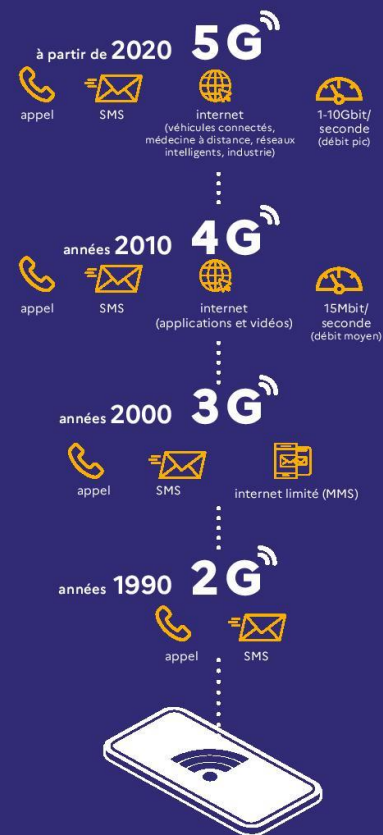 à partir de 2020 5G
appel
SMS
internet
(véhicules connectés,
médecine à distance, réseaux
intelligents, industrie)
1-10Gbit/
seconde
(débit pic)
années 2010 4G
appel
SMS
internet
(applications et vidéos)
15Mbit/
seconde
(débit moyen)
années 2000 3G
appel
SMS
internet limité (MMS)
années 1990 2G
appel
SMS